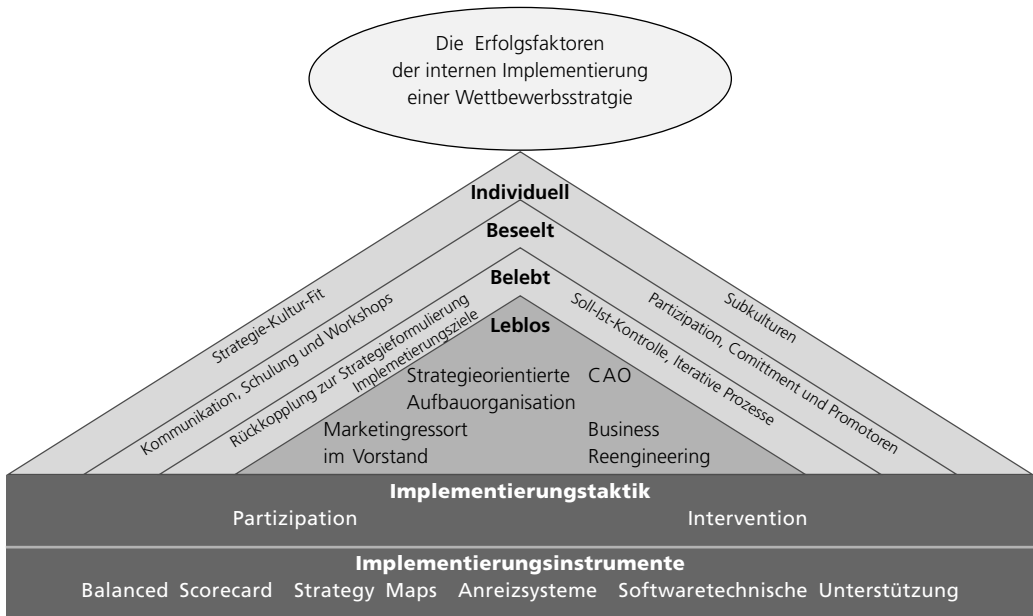 Die Erfolgsfaktoren
der internen Implementierung
einer Wettbewerbsstratgie
Individuell
Strategie-Kultur-Fit
Subkulturen
Beseelt
Kommunikation, Schulung und Workshops
Partizipation, Comittment und Promotoren
Belebt
Rückkopplung zur Strategieformulierung
Implemetierungsziele
Soll-Ist-Kontrolle, Iterative Prozesse
Leblos
Strategieorientierte CAO
Aufbauorganisation
Marketingressort Business
im Vorstand Reengineering
Implementierungstaktik
Partizipation Intervention
Implementierungsinstrumente
Balanced Scorecard Strategy Maps Anreizsysteme Softwaretechnische Unterstützung